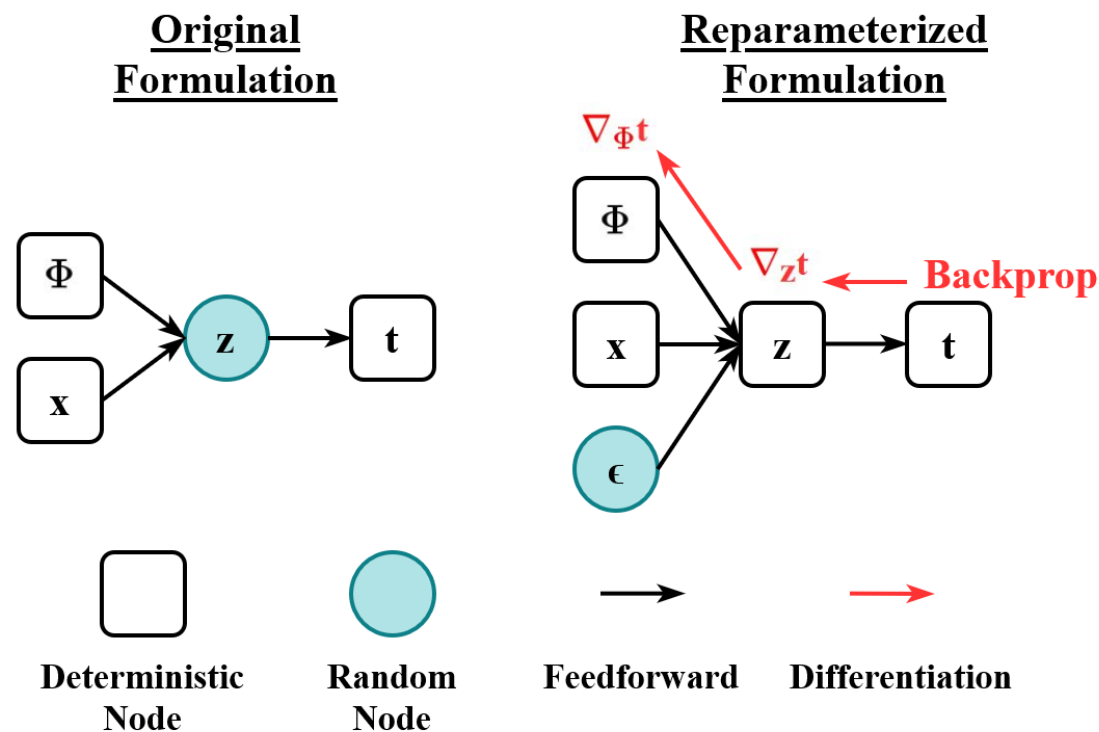 Original
Formulation
Φ
x
z
t
Reparameterized
Formulation
∇Φt
Φ
∇zt
Backprop
x
z
t
ϵ
Deterministic
Node
Random
Node
Feedforward
Differentiation